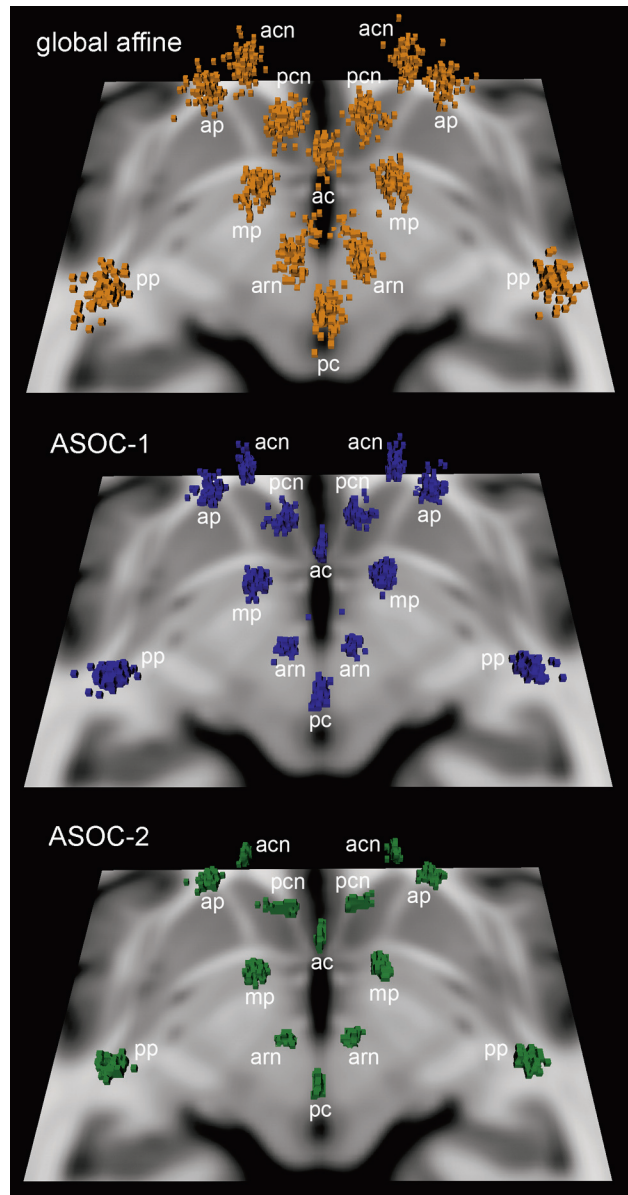 global affine
acn acn
pcn pcn
ap ap
ac
mp mp
pp pp
arn arn
pc
ASOC-1
acn acn
pcn pcn
ap ap
ac
mp mp
pp pp
arn arn
pc
ASOC-2
acn acn
pcn pcn
ap ap
ac
mp mp
arn arn
pp pp
pc